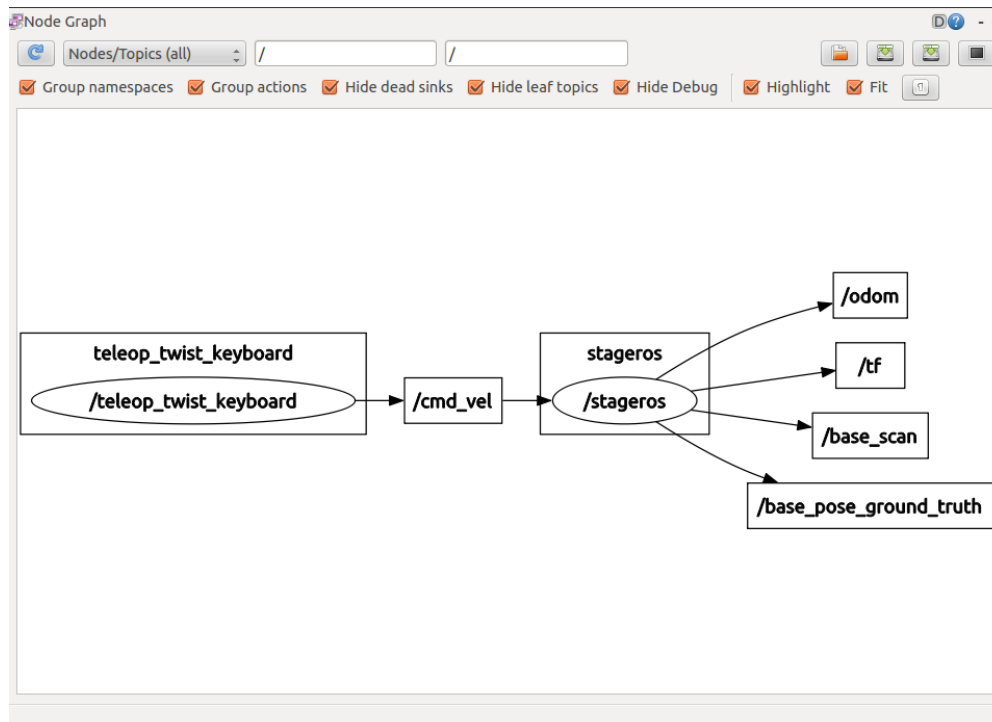 Node Graph
D ? -
Nodes/Topics (all) / /
Group namespaces Group actions Hide dead sinks Hide leaf topics Hide Debug Highlight Fit
/odom
teleop_twist_keyboard
stageros
/tf
/teleop_twist_keyboard
/cmd_vel
/stageros
/base_scan
/base_pose_ground_truth